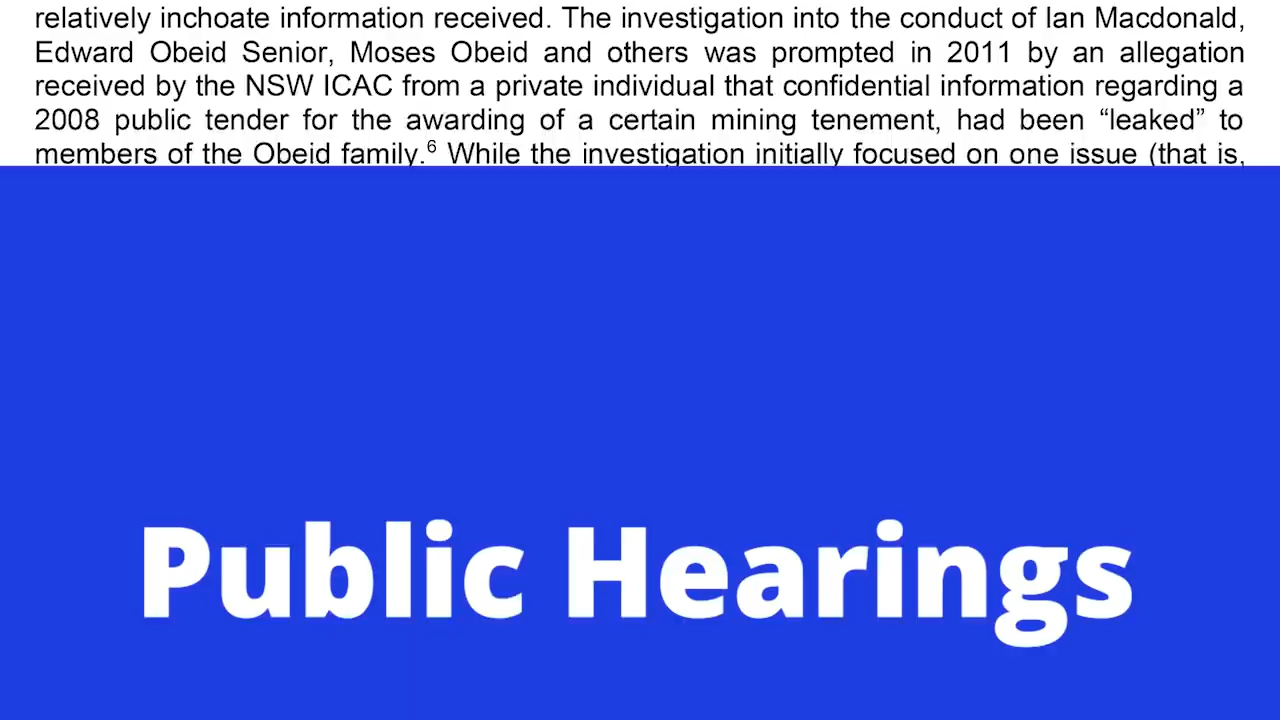 relatively inchoate information received. The investigation into the conduct of Ian Macdonald,
Edward Obeid Senior, Moses Obeid and others was prompted in 2011 by an allegation
received by the NSW ICAC from a private individual that confidential information regarding a
2008 public tender for the awarding of a certain mining tenement, had been “leaked” to
members of the Obeid family.⁶ While the investigation initially focused on one issue (that is,
Public Hearings